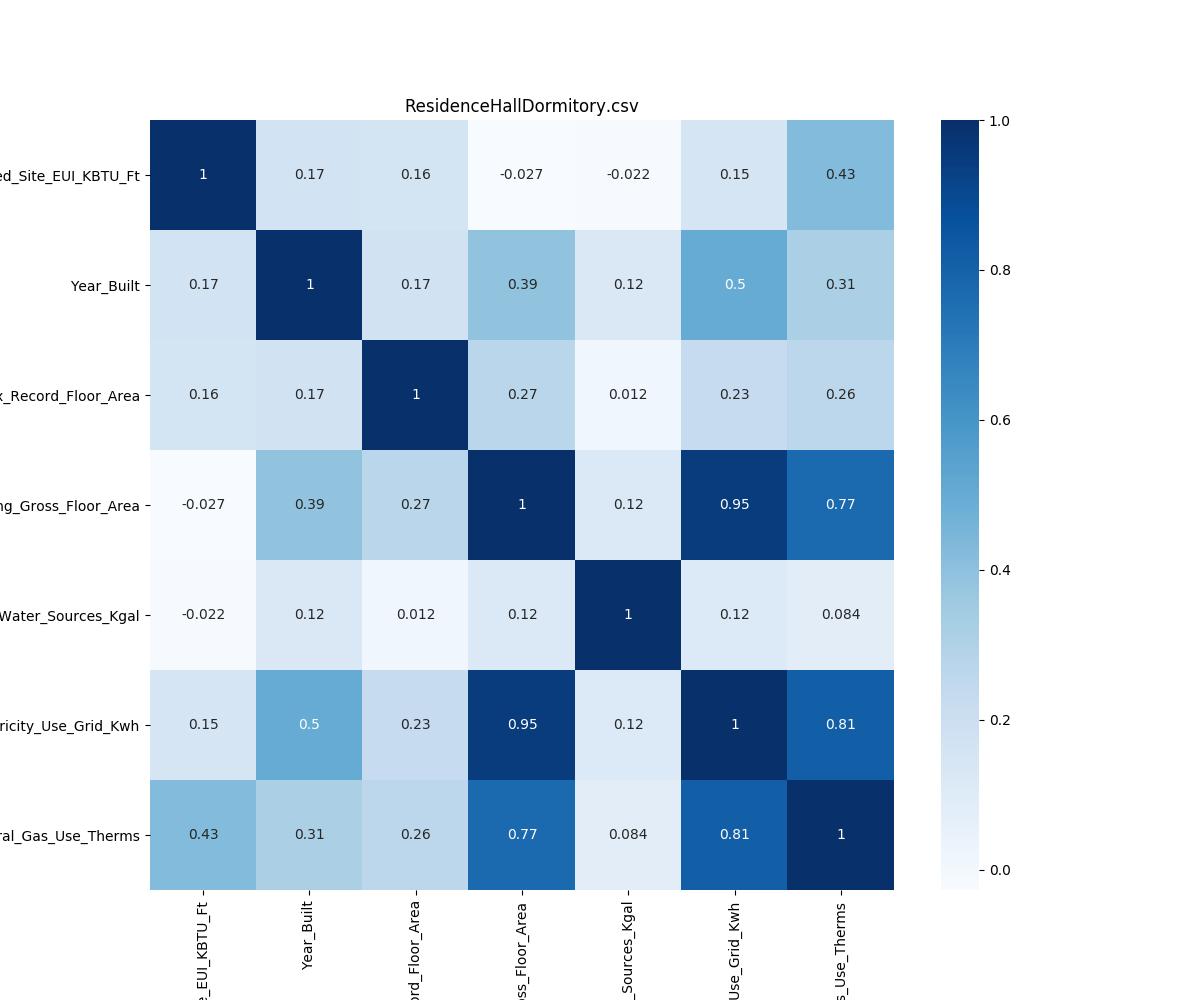 ResidenceHallDormitory.csv
ed_Site_EUI_KBTU_Ft 1 0.17 0.16 -0.027 -0.022 0.15 0.43
Year_Built 0.17 1 0.17 0.39 0.12 0.5 0.31
x_Record_Floor_Area 0.16 0.17 1 0.27 0.012 0.23 0.26
ng_Gross_Floor_Area -0.027 0.39 0.27 1 0.12 0.95 0.77
Water_Sources_Kgal -0.022 0.12 0.012 0.12 1 0.12 0.084
ricity_Use_Grid_Kwh 0.15 0.5 0.23 0.95 0.12 1 0.81
ral_Gas_Use_Therms 0.43 0.31 0.26 0.77 0.084 0.81 1
e_EUI_KBTU_Ft
Year_Built
ord_Floor_Area
oss_Floor_Area
_Sources_Kgal
Use_Grid_Kwh
s_Use_Therms
1.0
0.8
0.6
0.4
0.2
0.0